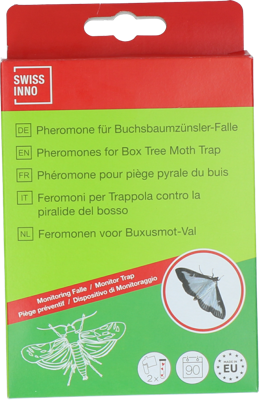 SWISS
INNO
DE Pheromone für Buchsbaumzünsler-Falle
EN Pheromones for Box Tree Moth Trap
FR Phéromone pour piège pyrale du buis
IT Feromoni per Trappola contro la
piralide del bosso
NL Feromonen voor Buxusmot-Val
Monitoring Falle / Monitor Trap
Piège préventif / Dispositivo di Monitoraggio
2x
90
MADE IN
EU